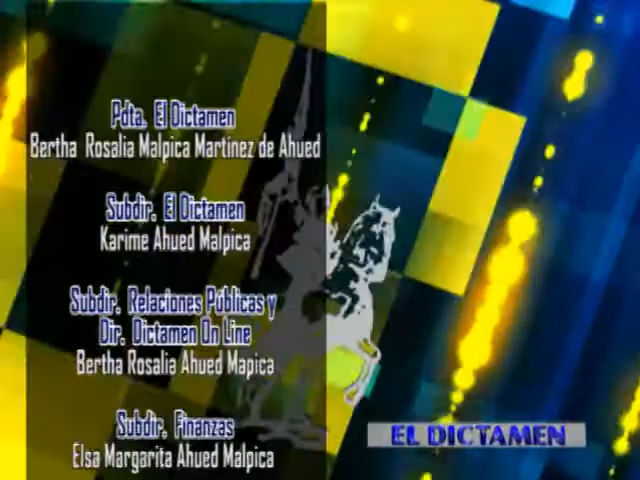 Pdta. El Dictamen
Bertha Rosalia Malpica Martinez de Ahued
Subdir. El Dictamen
Karime Ahued Malpica
Subdir. Relaciones Públicas y
Dir. Dictamen On Line
Bertha Rosalia Ahued Mapica
Subdir. Finanzas
Elsa Margarita Ahued Malpica
EL DICTAMEN